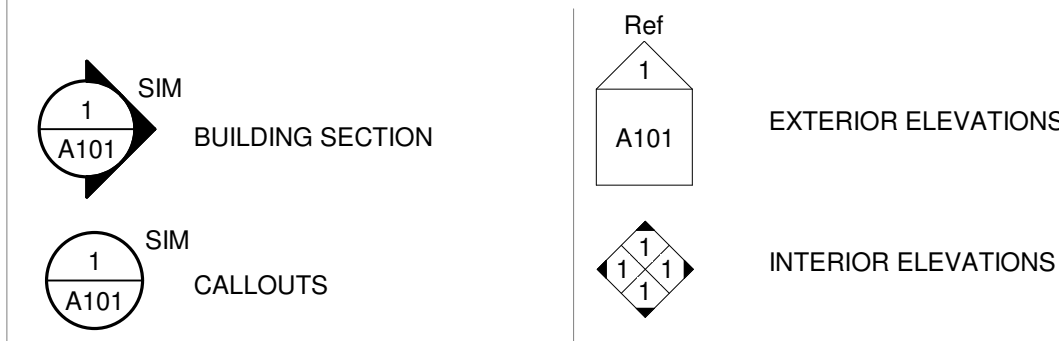 SIM
1
A101
BUILDING SECTION
SIM
1
A101
CALLOUTS
Ref
1
A101
EXTERIOR ELEVATIONS
1
1 1
1
INTERIOR ELEVATIONS